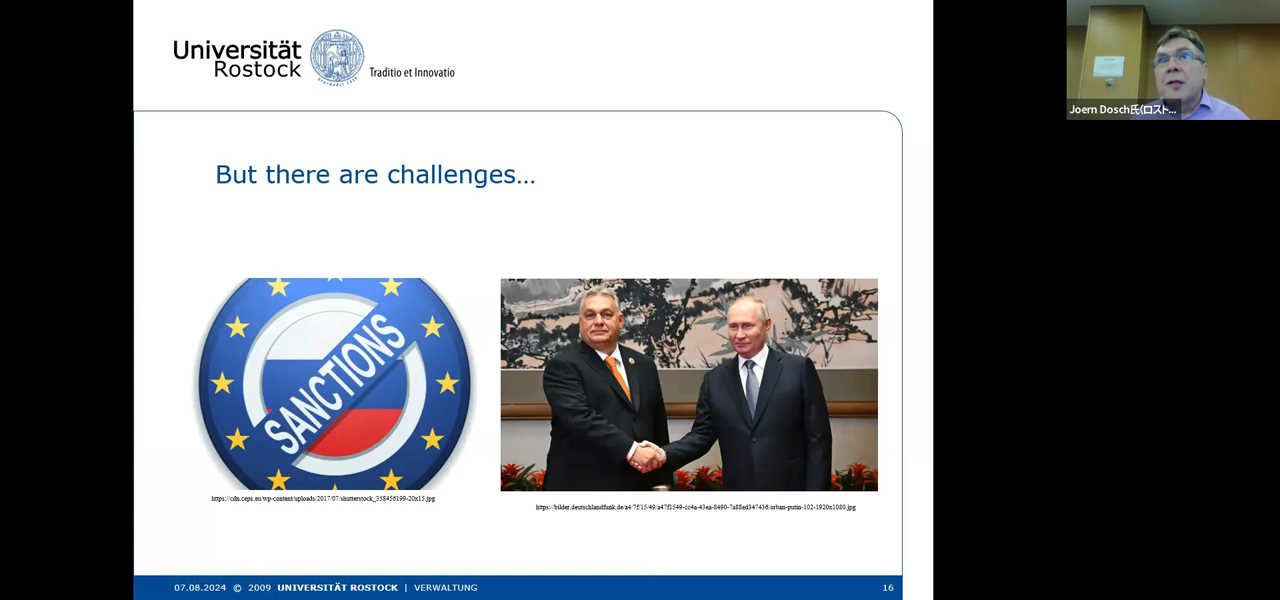 Universität
Rostock
Traditio et Innovatio
Joern Dosch氏(ロスト...
But there are challenges...
SANCTIONS
https://cdn.ceps.eu/wp-content/uploads/2017/07/shutterstock_358456199-20x15.jpg
https://bilder.deutschlandfunk.de/a4/7f/15/49/a47f1549-cc4a-43ea-8490-7a88ed347436/orban-putin-102-1920x1080.jpg
07.08.2024 © 2009 UNIVERSITÄT ROSTOCK | VERWALTUNG
16